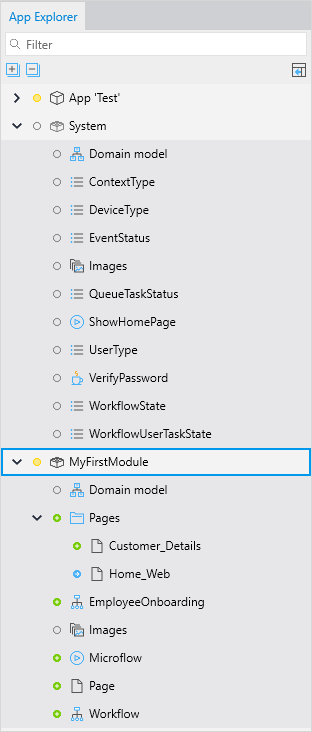 App Explorer
Filter
App 'Test'
System
Domain model
ContextType
DeviceType
EventStatus
Images
QueueTaskStatus
ShowHomePage
UserType
VerifyPassword
WorkflowState
WorkflowUserTaskState
MyFirstModule
Domain model
Pages
Customer_Details
Home_Web
EmployeeOnboarding
Images
Microflow
Page
Workflow